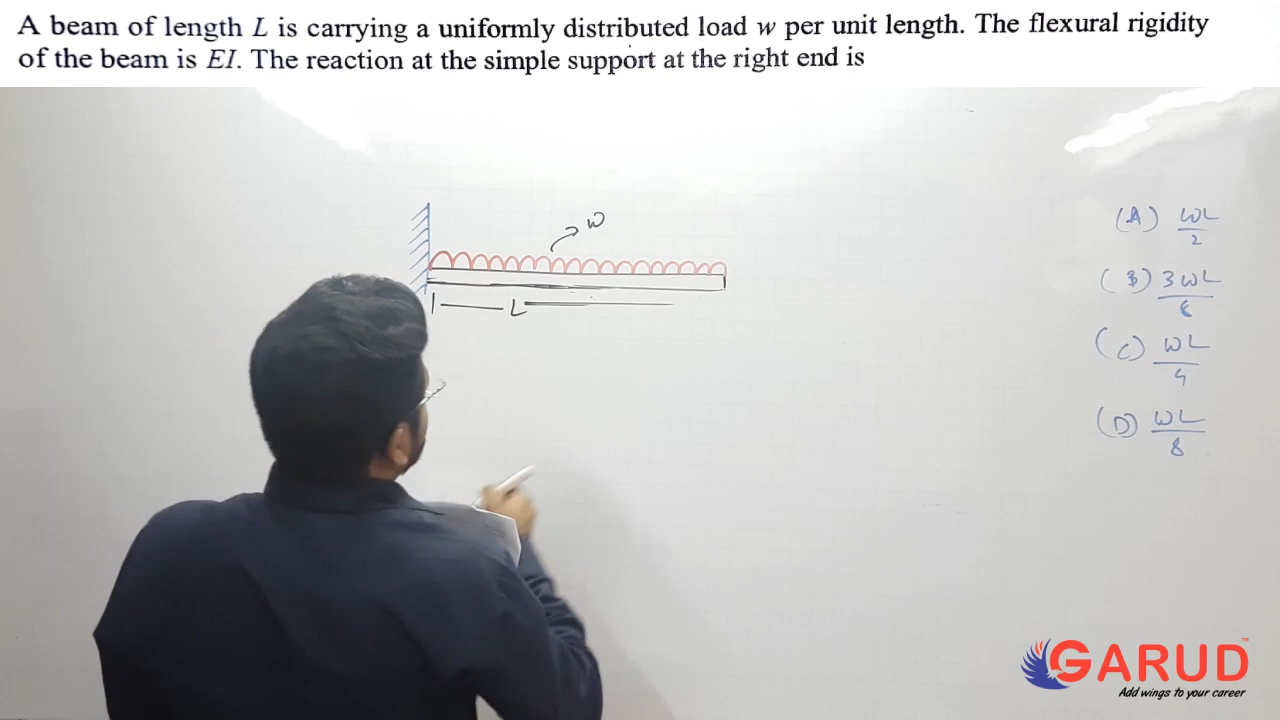 A beam of length L is carrying a uniformly distributed load w per unit length. The flexural rigidity
of the beam is EI. The reaction at the simple support at the right end is
w
L
(A) wL/2
(B) 3wL/8
(C) wL/4
(D) wL/8
GARUD™
Add wings to your career